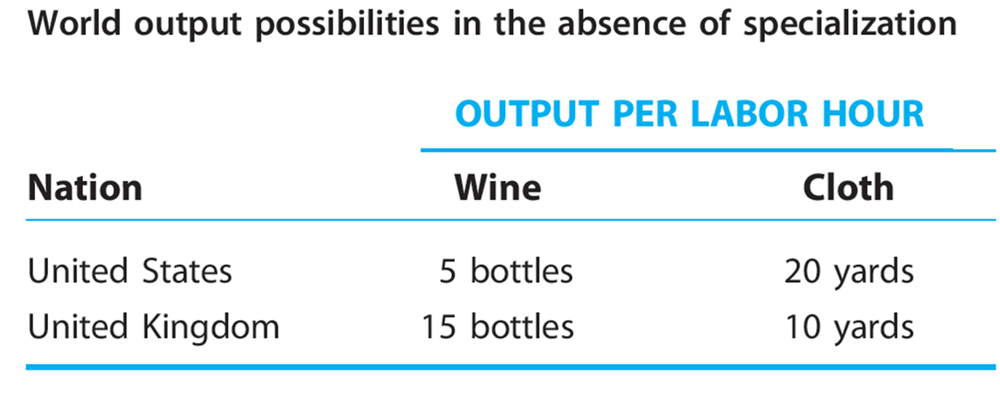 World output possibilities in the absence of specialization
OUTPUT PER LABOR HOUR
Nation Wine Cloth
United States 5 bottles 20 yards
United Kingdom 15 bottles 10 yards